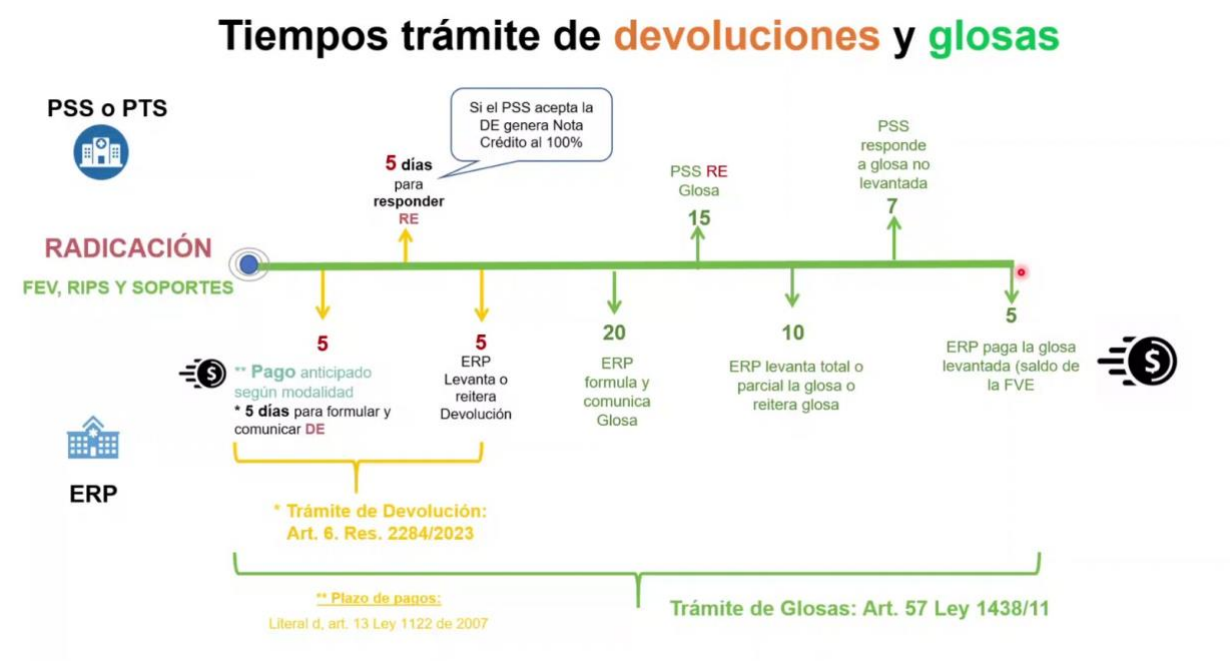 Tiempos trámite de devoluciones y glosas
PSS o PTS
Si el PSS acepta la
DE genera Nota
Crédito al 100%
5 días
para
responder
RE
PSS RE
Glosa
15
PSS
responde
a glosa no
levantada
7
RADICACIÓN
FEV, RIPS Y SOPORTES
5
** Pago anticipado
según modalidad
* 5 días para formular y
comunicar DE
5
ERP
Levanta o
reitera
Devolución
20
ERP
formula y
comunica
Glosa
10
ERP levanta total o
parcial la glosa o
reitera glosa
5
ERP paga la glosa
levantada (saldo de
la FVE
$
$
ERP
* Trámite de Devolución:
Art. 6. Res. 2284/2023
** Plazo de pagos:
Literal d, art. 13 Ley 1122 de 2007
Trámite de Glosas: Art. 57 Ley 1438/11